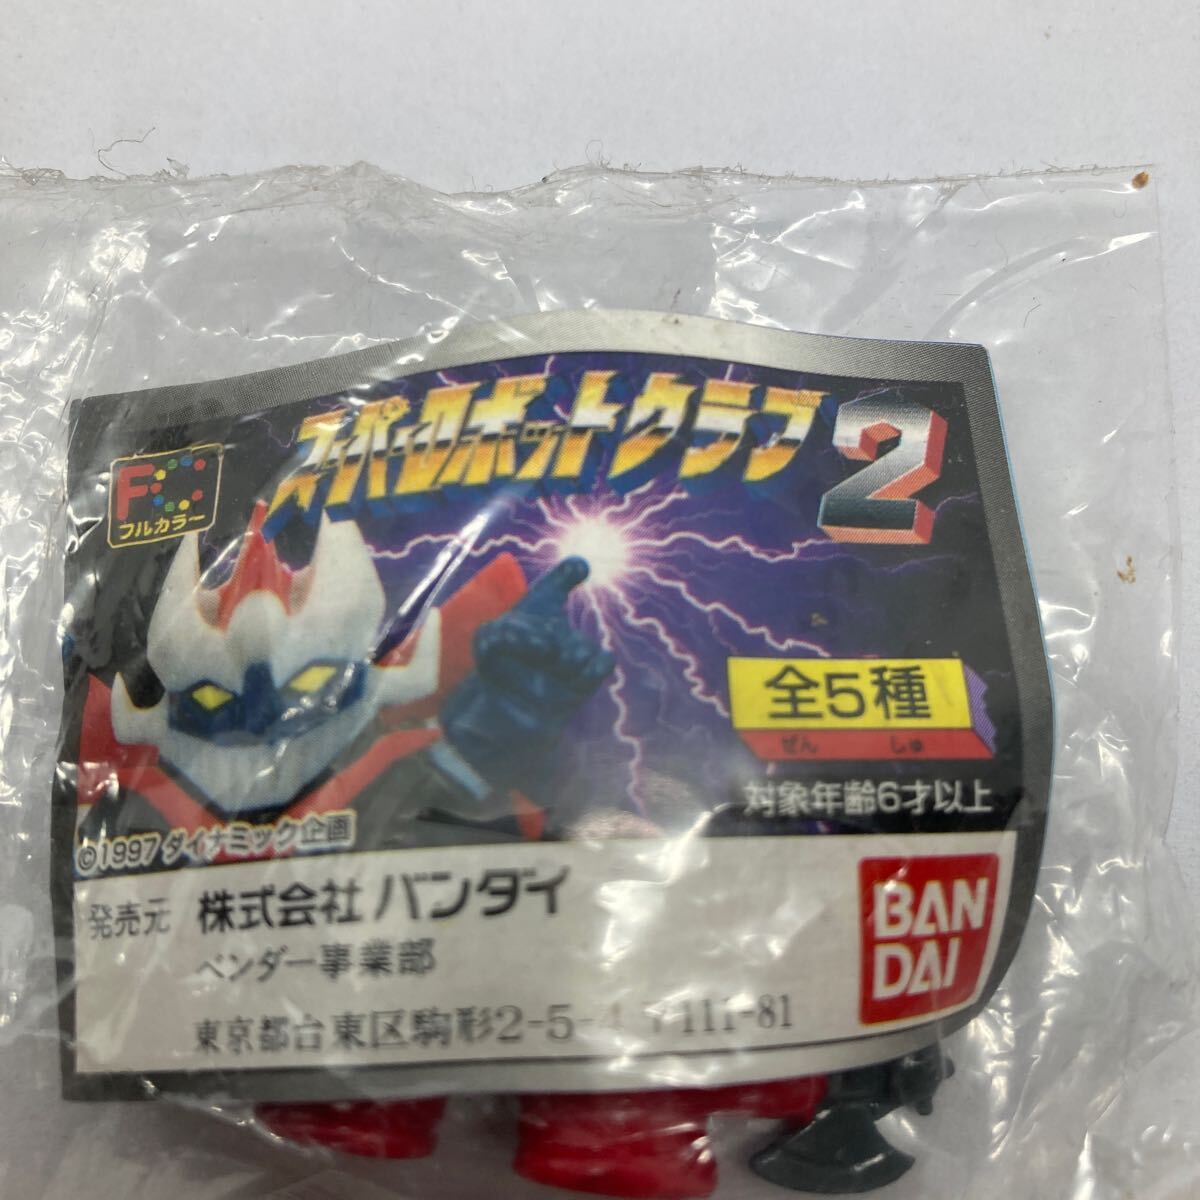 スーパーロボットクラブ2
FC
フルカラー
全5種
ぜん しゅ
対象年齢6才以上
©1997 ダイナミック企画
発売元 株式会社 バンダイ
ベンダー事業部
東京都台東区駒形2-5-4 〒111-81
BAN
DAI